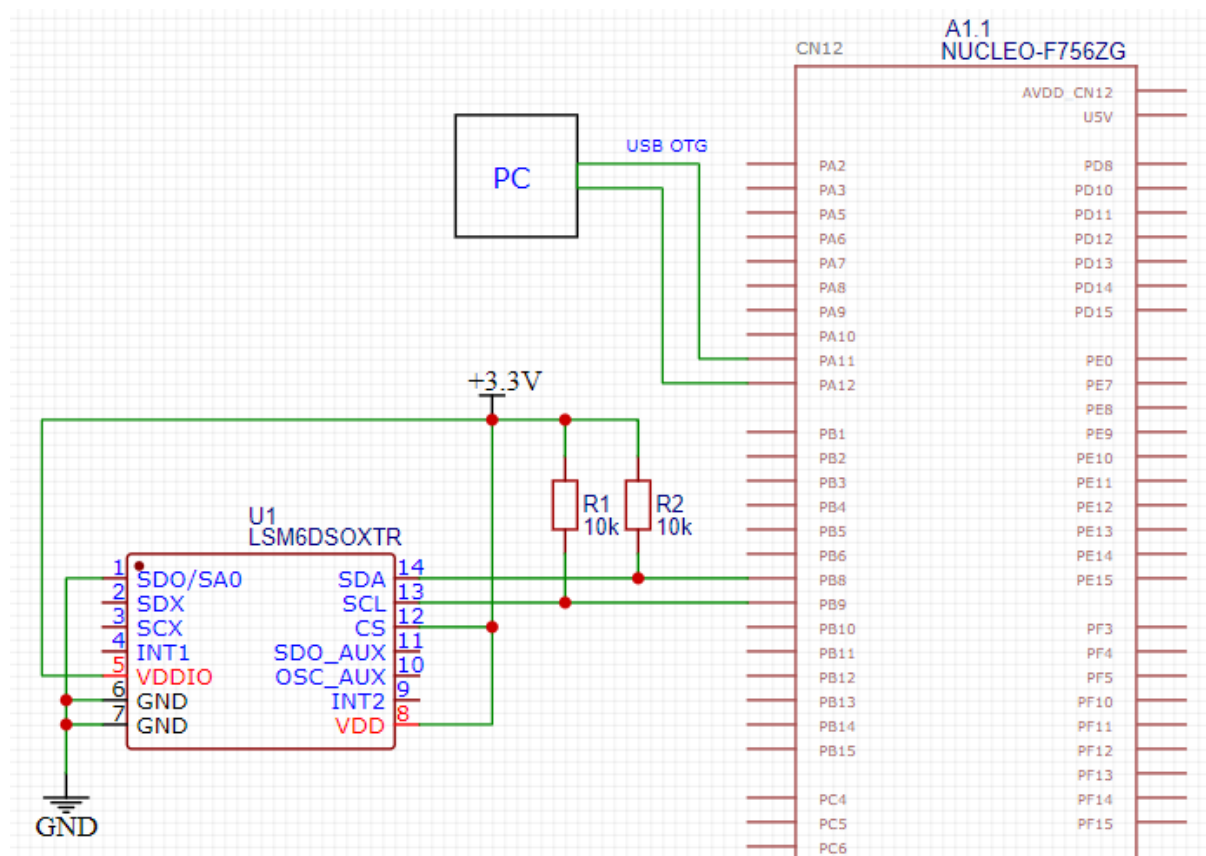 A1.1
CN12
NUCLEO-F756ZG
AVDD_CN12
U5V
PC
USB OTG
PA2
PA3
PA5
PA6
PA7
PA8
PA9
PA10
PA11
PA12
PB1
PB2
PB3
PB4
PB5
PB6
PB8
PB9
PB10
PB11
PB12
PB13
PB14
PB15
PC4
PC5
PC6
PD8
PD10
PD11
PD12
PD13
PD14
PD15
PE0
PE7
PE8
PE9
PE10
PE11
PE12
PE13
PE14
PE15
PF3
PF4
PF5
PF10
PF11
PF12
PF13
PF14
PF15
+3.3V
R1
10k
R2
10k
U1
LSM6DSOXTR
1 SDO/SA0
2 SDX
3 SCX
4 INT1
5 VDDIO
6 GND
7 GND
SDA 14
SCL 13
CS 12
SDO_AUX 11
OSC_AUX 10
INT2 9
VDD 8
GND